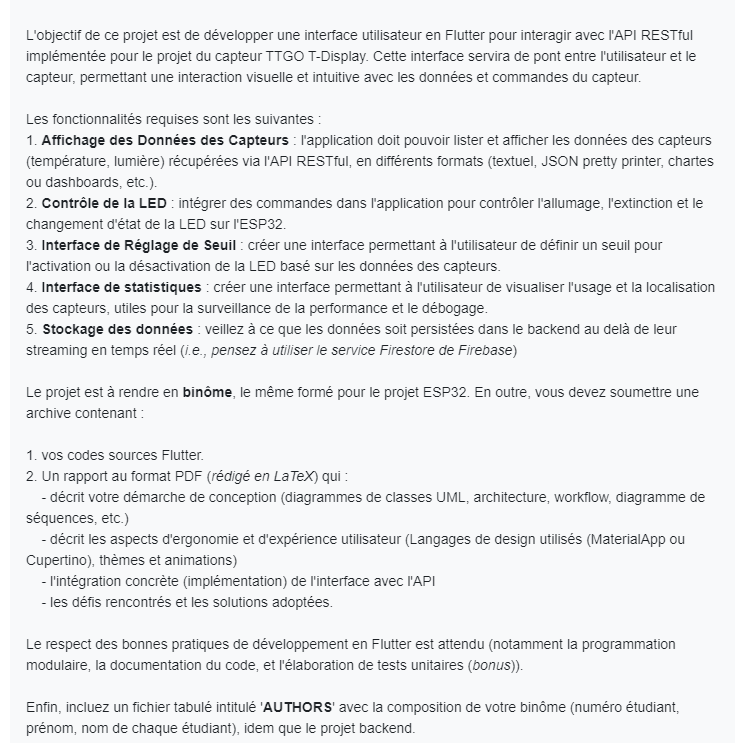 L'objectif de ce projet est de développer une interface utilisateur en Flutter pour interagir avec l'API RESTful
implémentée pour le projet du capteur TTGO T-Display. Cette interface servira de pont entre l'utilisateur et le
capteur, permettant une interaction visuelle et intuitive avec les données et commandes du capteur.
Les fonctionnalités requises sont les suivantes :
1. Affichage des Données des Capteurs : l'application doit pouvoir lister et afficher les données des capteurs
(température, lumière) récupérées via l'API RESTful, en différents formats (textuel, JSON pretty printer, chartes
ou dashboards, etc.).
2. Contrôle de la LED : intégrer des commandes dans l'application pour contrôler l'allumage, l'extinction et le
changement d'état de la LED sur l'ESP32.
3. Interface de Réglage de Seuil : créer une interface permettant à l'utilisateur de définir un seuil pour
l'activation ou la désactivation de la LED basé sur les données des capteurs.
4. Interface de statistiques : créer une interface permettant à l'utilisateur de visualiser l'usage et la localisation
des capteurs, utiles pour la surveillance de la performance et le débogage.
5. Stockage des données : veillez à ce que les données soit persistées dans le backend au delà de leur
streaming en temps réel (i.e., pensez à utiliser le service Firestore de Firebase)
Le projet est à rendre en binôme, le même formé pour le projet ESP32. En outre, vous devez soumettre une
archive contenant :
1. vos codes sources Flutter.
2. Un rapport au format PDF (rédigé en LaTeX) qui :
- décrit votre démarche de conception (diagrammes de classes UML, architecture, workflow, diagramme de
séquences, etc.)
- décrit les aspects d'ergonomie et d'expérience utilisateur (Langages de design utilisés (MaterialApp ou
Cupertino), thèmes et animations)
- l'intégration concrète (implémentation) de l'interface avec l'API
- les défis rencontrés et les solutions adoptées.
Le respect des bonnes pratiques de développement en Flutter est attendu (notamment la programmation
modulaire, la documentation du code, et l'élaboration de tests unitaires (bonus)).
Enfin, incluez un fichier tabulé intitulé 'AUTHORS' avec la composition de votre binôme (numéro étudiant,
prénom, nom de chaque étudiant), idem que le projet backend.